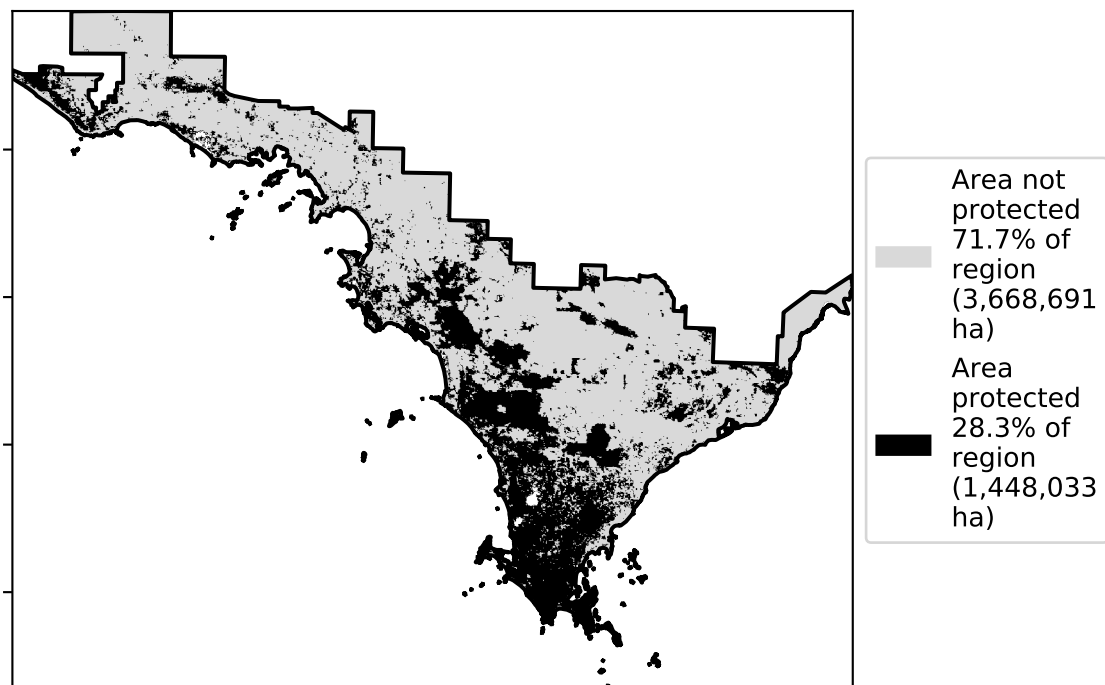 Area not
protected
71.7% of
region
(3,668,691
ha)
Area
protected
28.3% of
region
(1,448,033
ha)